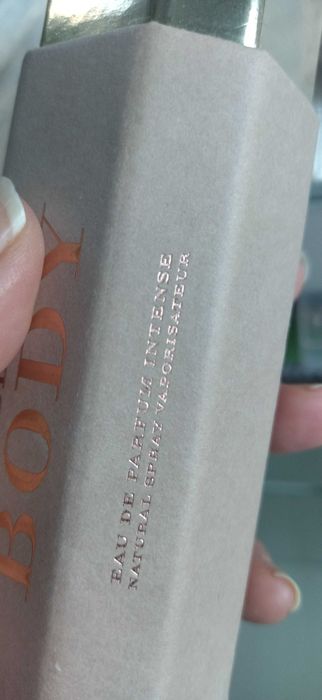 BODY
EAU DE PARFUM INTENSE
NATURAL SPRAY VAPORISATEUR